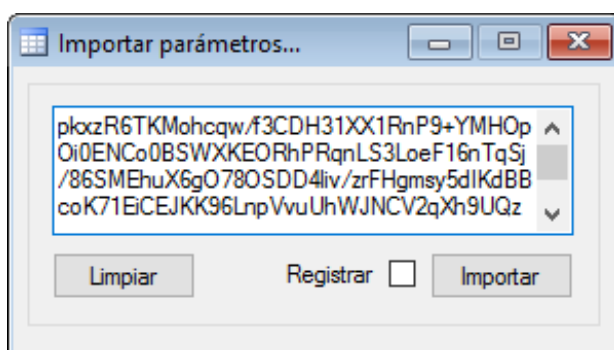 Importar parámetros...
pkxzR6TKMohcqw/f3CDH31XX1RnP9+YMHOp
Oi0ENCo0BSWXKEORhPRqnLS3LoeF16nTqSj
/86SMEhuX6gO78OSDD4liv/zrFHgmsy5dIKdBB
coK71EiCEJKK96LnpVvuUhWJNCV2qXh9UQz
Limpiar Registrar Importar